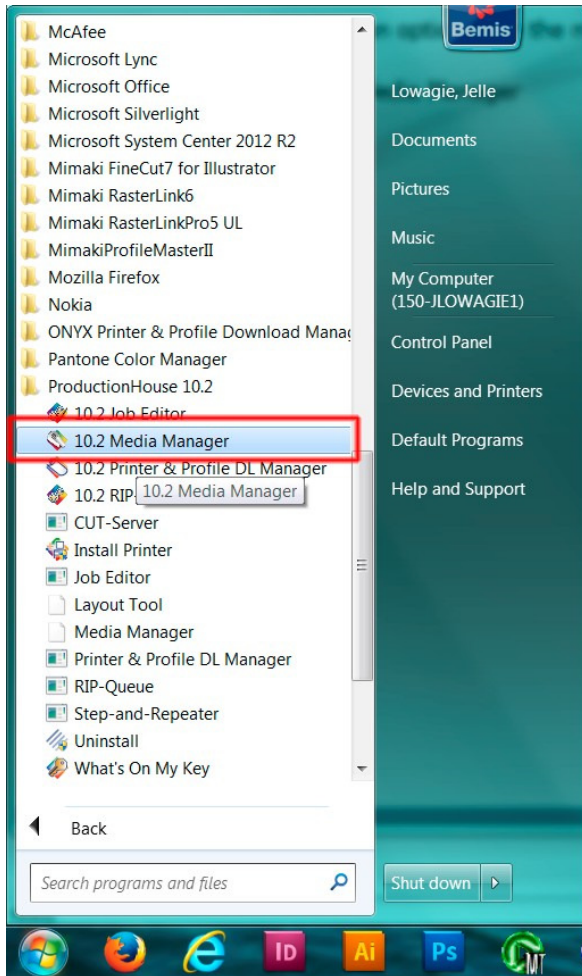 McAfee
Microsoft Lync
Microsoft Office
Microsoft Silverlight
Microsoft System Center 2012 R2
Mimaki FineCut7 for Illustrator
Mimaki RasterLink6
Mimaki RasterLinkPro5 UL
MimakiProfileMasterII
Mozilla Firefox
Nokia
ONYX Printer & Profile Download Manag
Pantone Color Manager
ProductionHouse 10.2
10.2 Job Editor
10.2 Media Manager
10.2 Printer & Profile DL Manager
10.2 RIP-
10.2 Media Manager
CUT-Server
Install Printer
Job Editor
Layout Tool
Media Manager
Printer & Profile DL Manager
RIP-Queue
Step-and-Repeater
Uninstall
What's On My Key
Back
Search programs and files
Bemis
Lowagie, Jelle
Documents
Pictures
Music
My Computer
(150-JLOWAGIE1)
Control Panel
Devices and Printers
Default Programs
Help and Support
Shut down
ID
Ai
Ps
MT